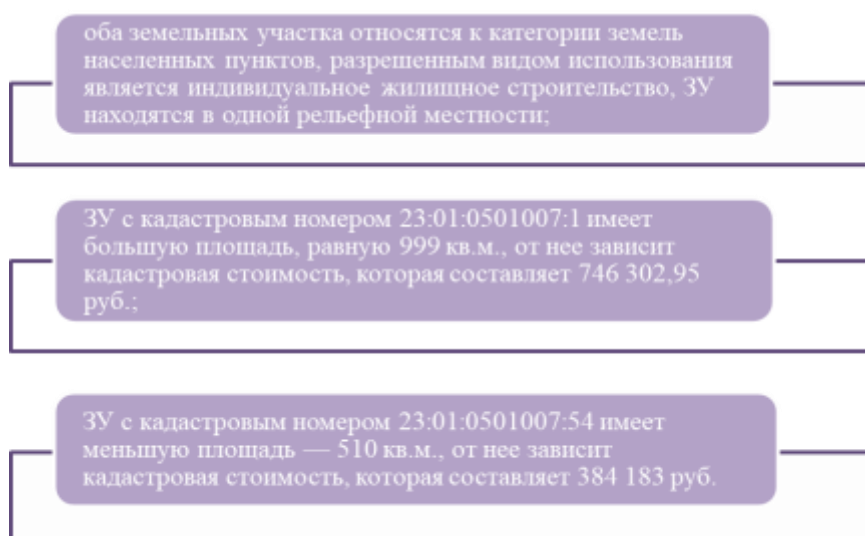 оба земельных участка относятся к категории земель
населенных пунктов, разрешенным видом использования
является индивидуальное жилищное строительство, ЗУ
находятся в одной рельефной местности;
ЗУ с кадастровым номером 23:01:0501007:1 имеет
большую площадь, равную 999 кв.м., от нее зависит
кадастровая стоимость, которая составляет 746 302,95
руб.;
ЗУ с кадастровым номером 23:01:0501007:54 имеет
меньшую площадь — 510 кв.м., от нее зависит
кадастровая стоимость, которая составляет 384 183 руб.